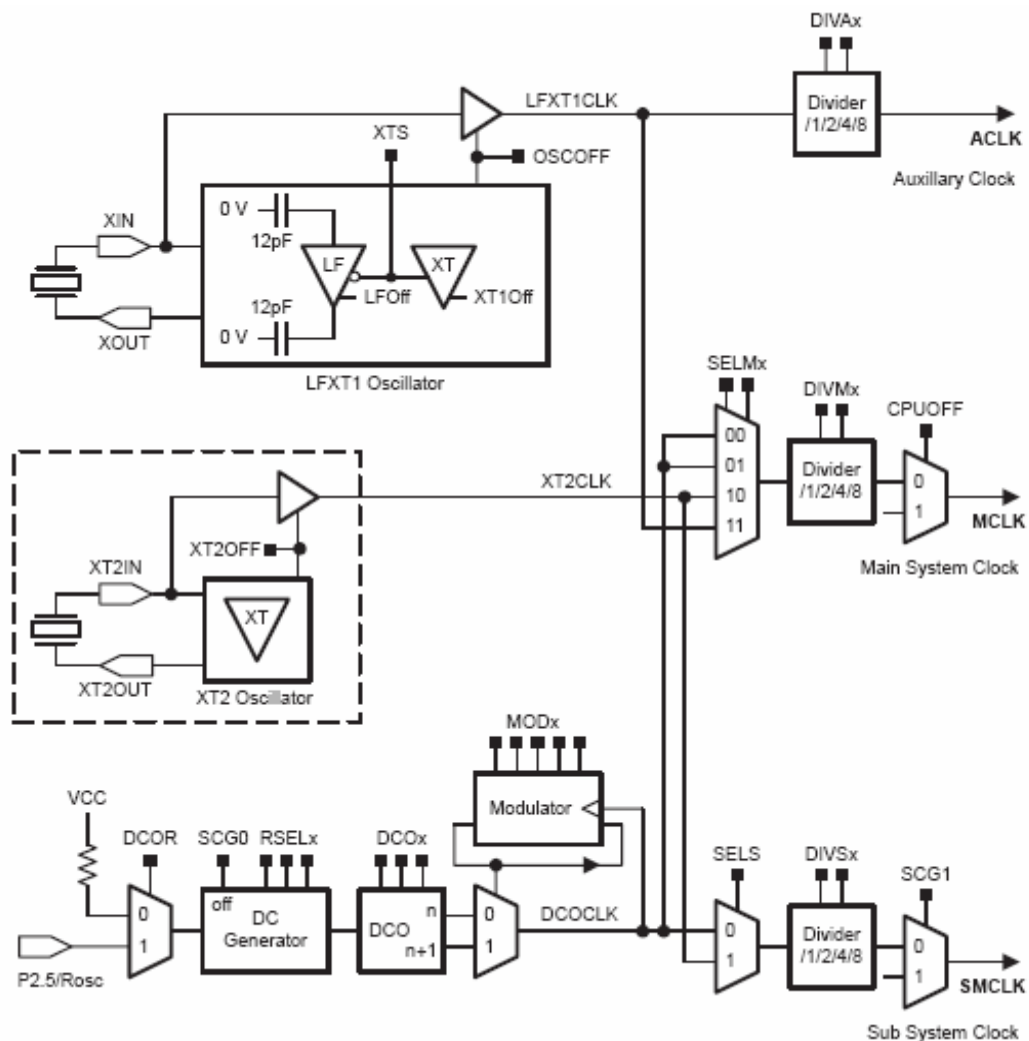 DIVAx
LFXT1CLK
Divider
/1/2/4/8
ACLK
Auxillary Clock
XTS
OSCOFF
XIN
0 V
12pF
LF
XT
LFOff
XT1Off
12pF
0 V
XOUT
LFXT1 Oscillator
SELMx
DIVMx
CPUOFF
00
01
10
11
Divider
/1/2/4/8
0
1
MCLK
Main System Clock
XT2CLK
XT2OFF
XT2IN
XT
XT2OUT
XT2 Oscillator
MODx
Modulator
VCC
DCOR
SCG0
RSELx
DCOx
0
1
off
DC
Generator
DCO
n
n+1
0
1
DCOCLK
P2.5/Rosc
SELS
DIVSx
SCG1
0
1
Divider
/1/2/4/8
0
1
SMCLK
Sub System Clock